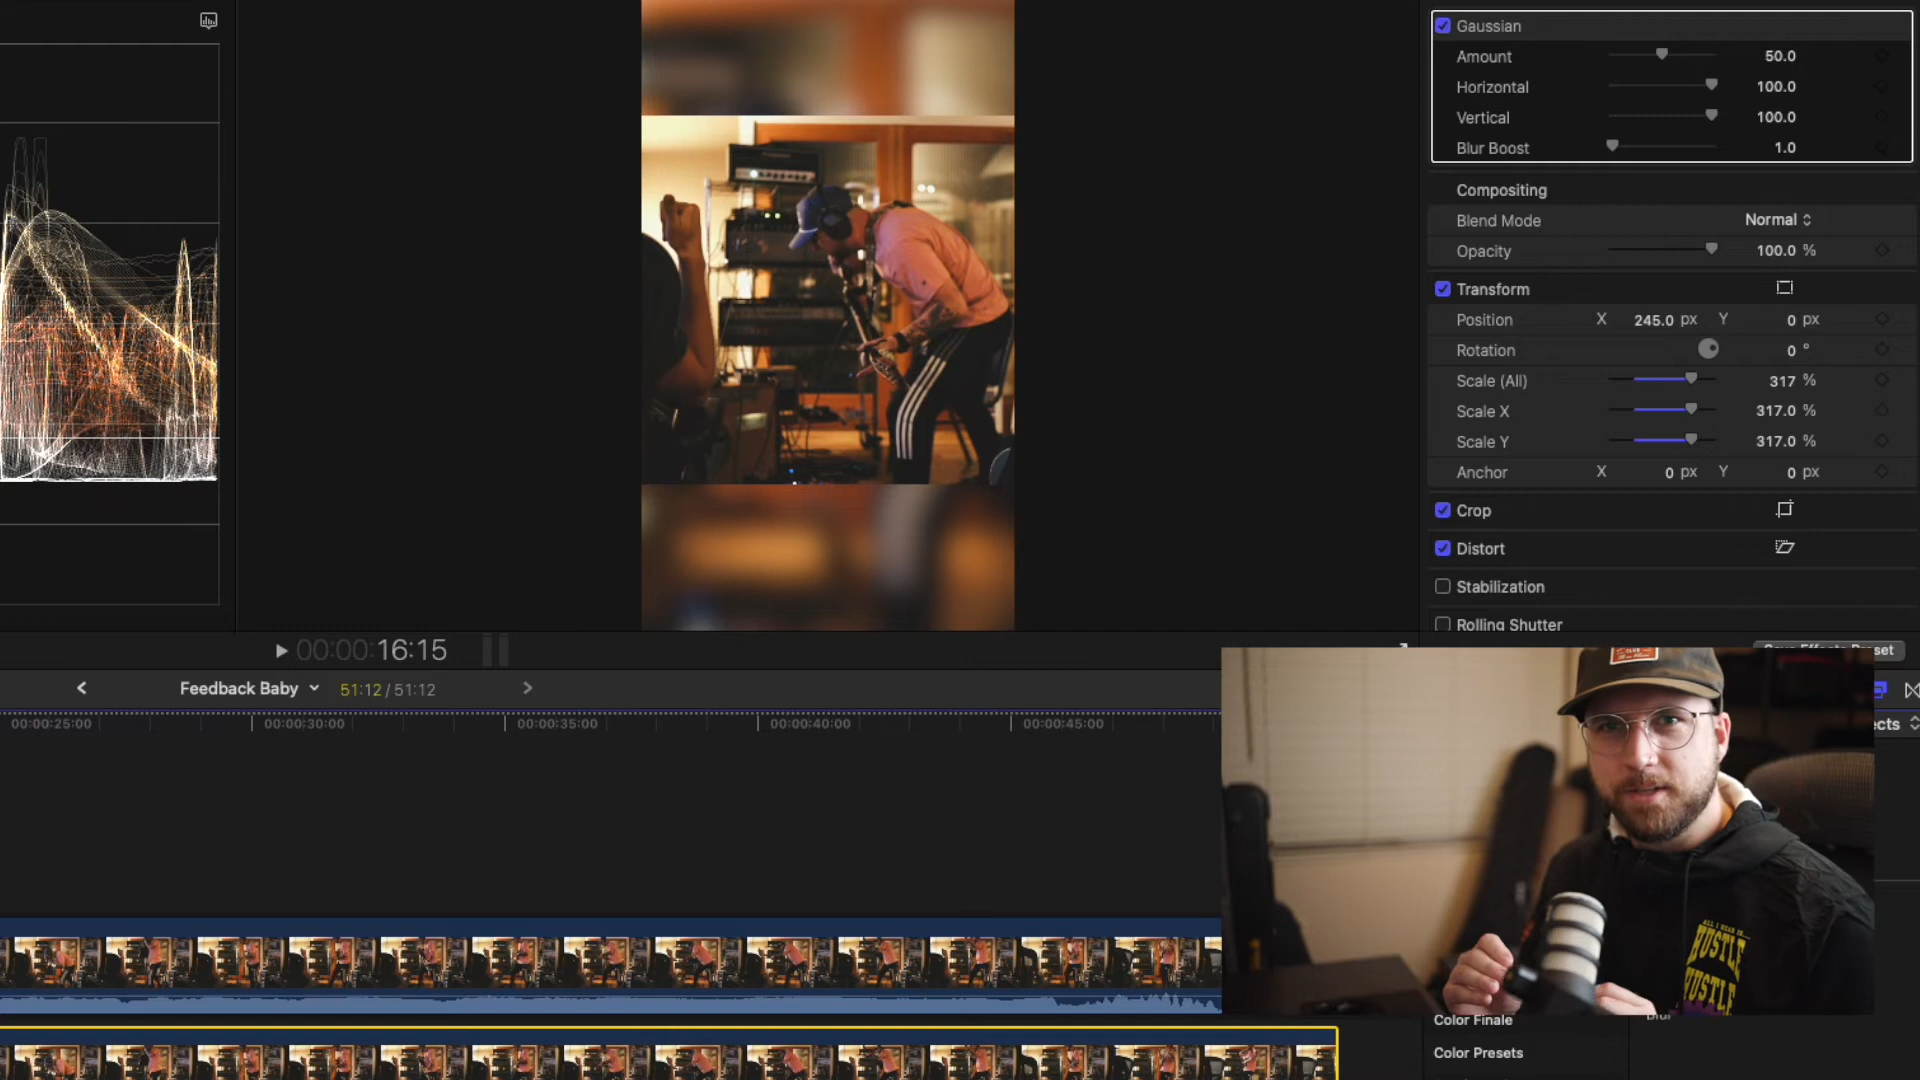 Gaussian
Amount 50.0
Horizontal 100.0
Vertical 100.0
Blur Boost 1.0
Compositing
Blend Mode Normal
Opacity 100.0 %
Transform
Position X 245.0 px Y 0 px
Rotation 0 °
Scale (All) 317 %
Scale X 317.0 %
Scale Y 317.0 %
Anchor X 0 px Y 0 px
Crop
Distort
Stabilization
Rolling Shutter
00:00:16:15
Feedback Baby 51:12 / 51:12
00:00:25:00 00:00:30:00 00:00:35:00 00:00:40:00 00:00:45:00
HUSTLE
HUSTLE
Color Finale
Color Presets